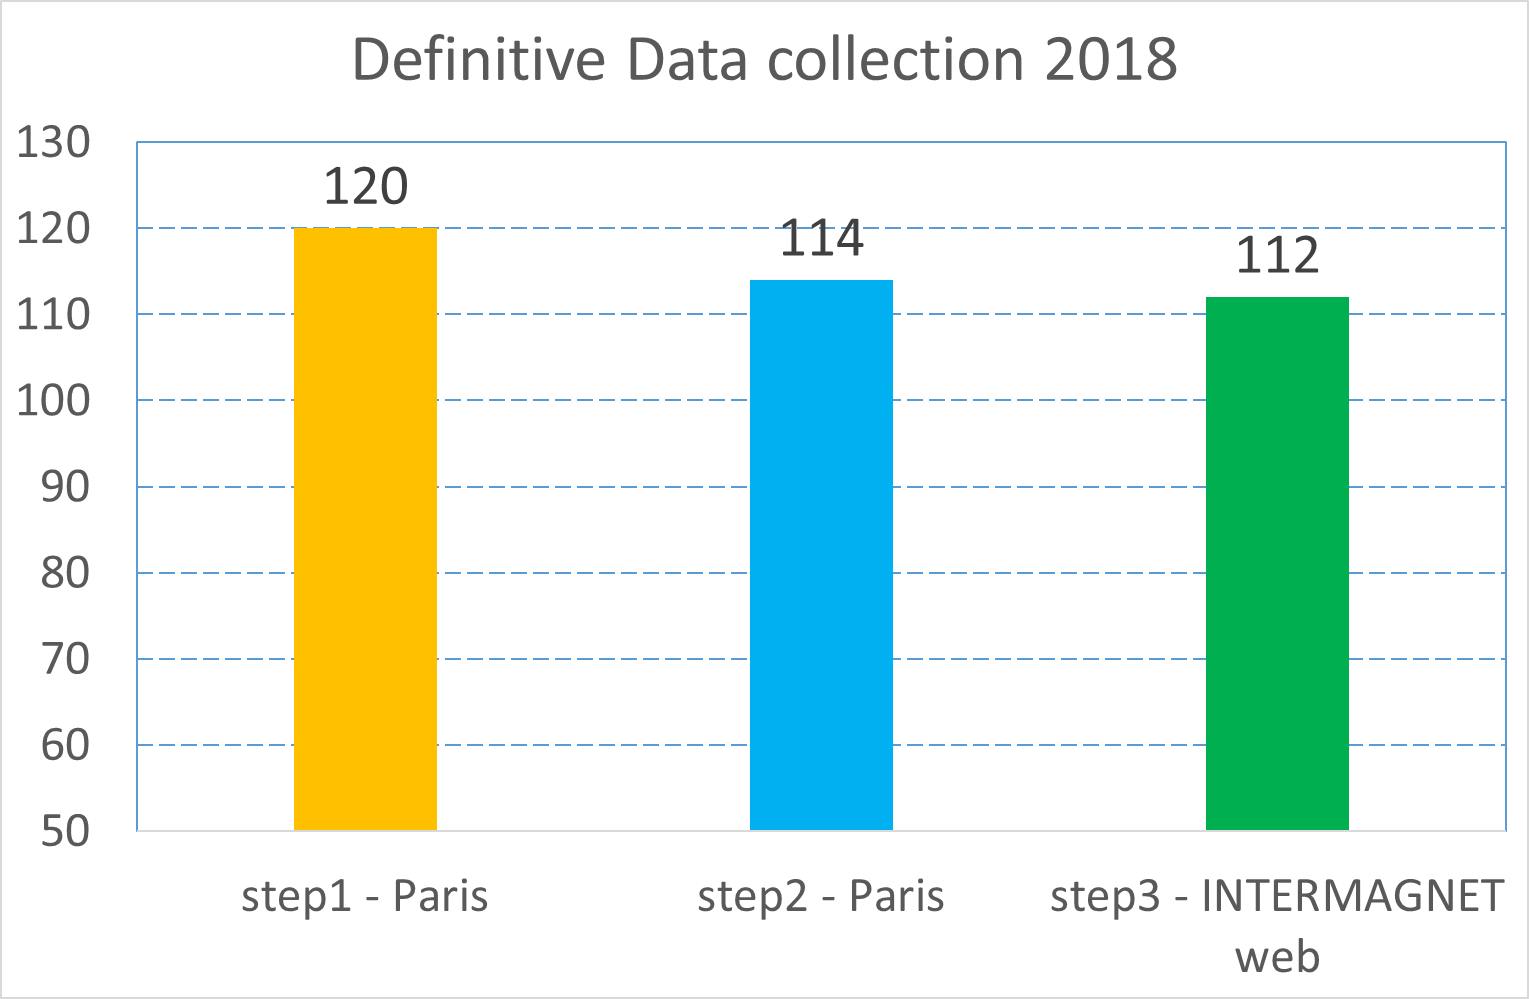 Definitive Data collection 2018
130
120
110
100
90
80
70
60
50
120
114
112
step1 - Paris
step2 - Paris
step3 - INTERMAGNET
web